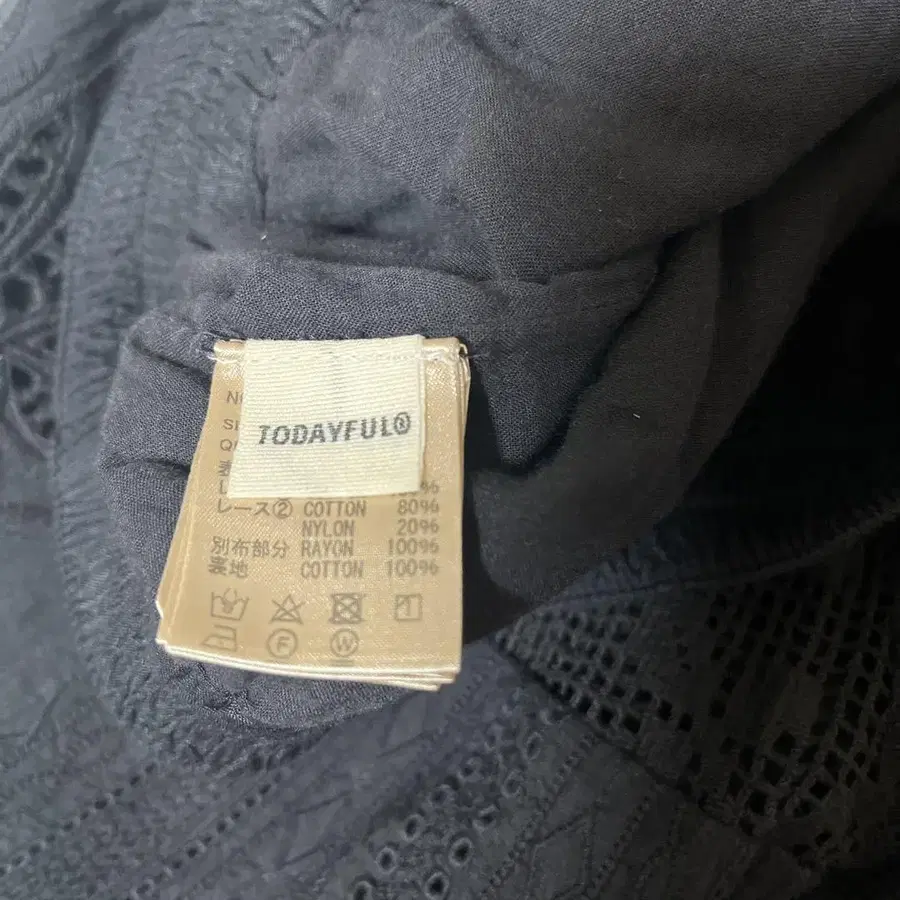 TODAYFUL®
レース② COTTON 80%
NYLON 20%
別布部分 RAYON 100%
裏地 COTTON 100%